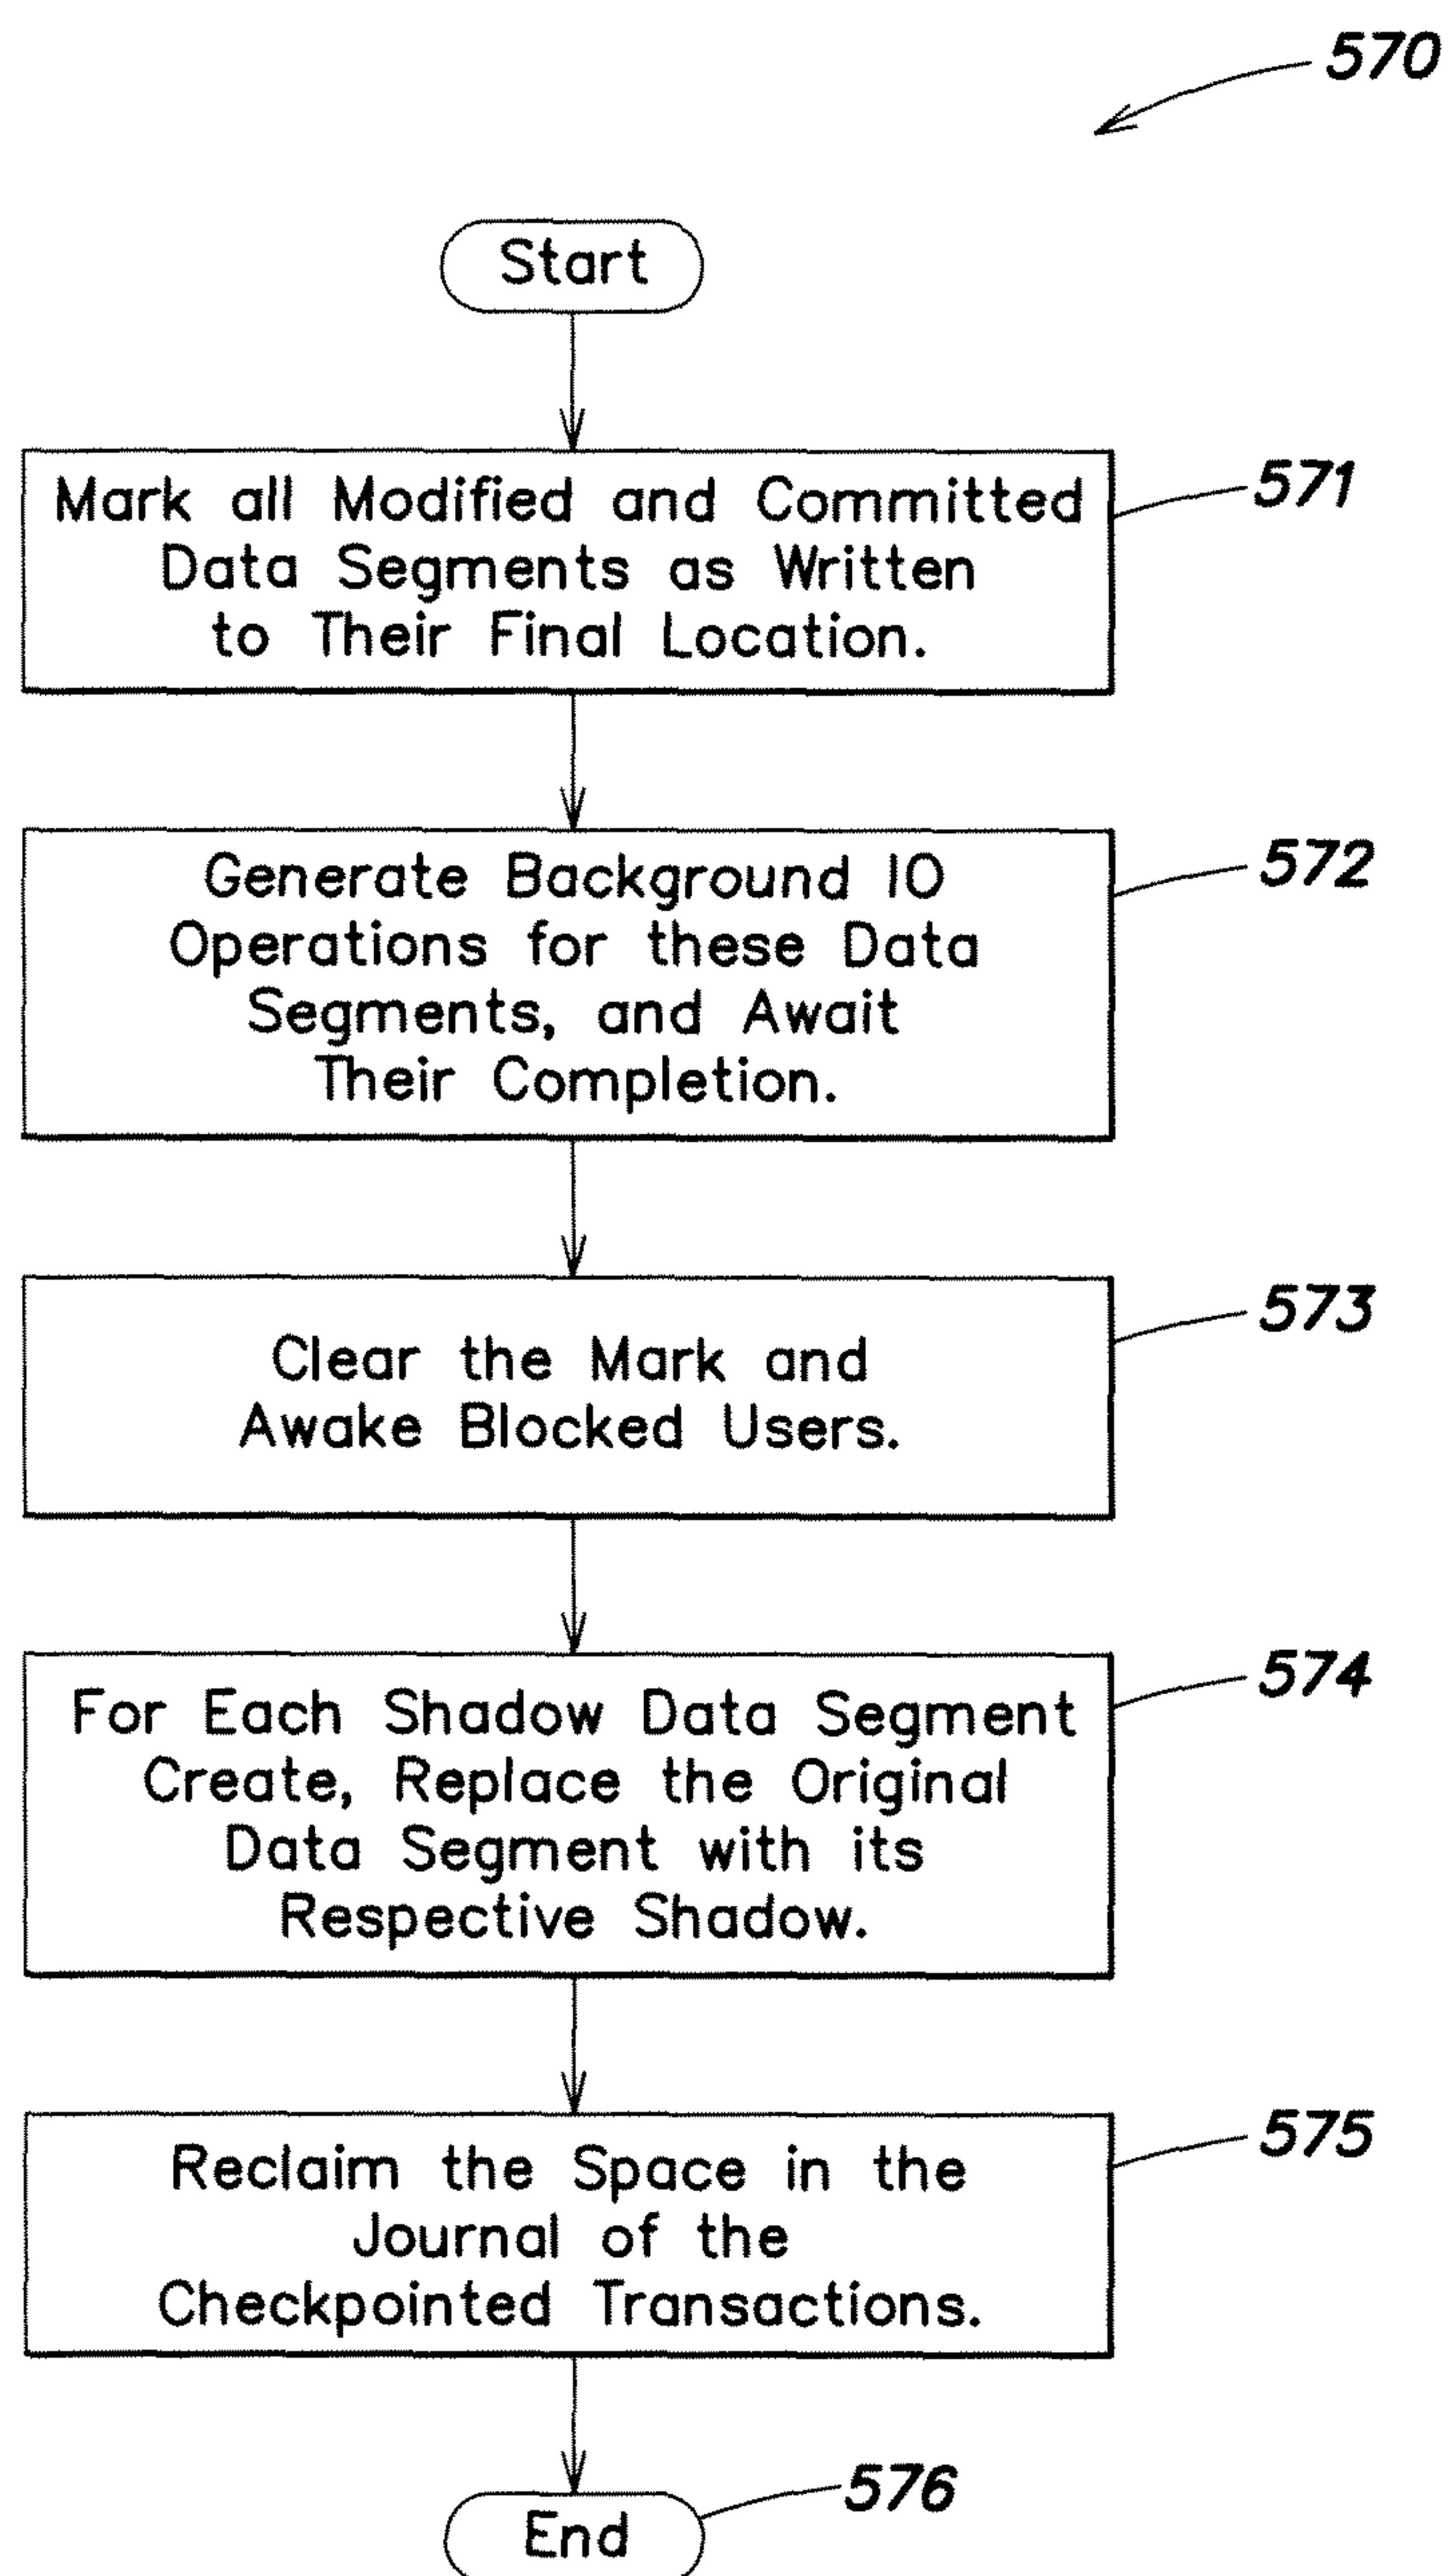 570
Start
Mark all Modified and Committed
Data Segments as Written
to Their Final Location.
571
Generate Background IO
Operations for these Data
Segments, and Await
Their Completion.
572
Clear the Mark and
Awake Blocked Users.
573
For Each Shadow Data Segment
Create, Replace the Original
Data Segment with its
Respective Shadow.
574
Reclaim the Space in the
Journal of the
Checkpointed Transactions.
575
End
576